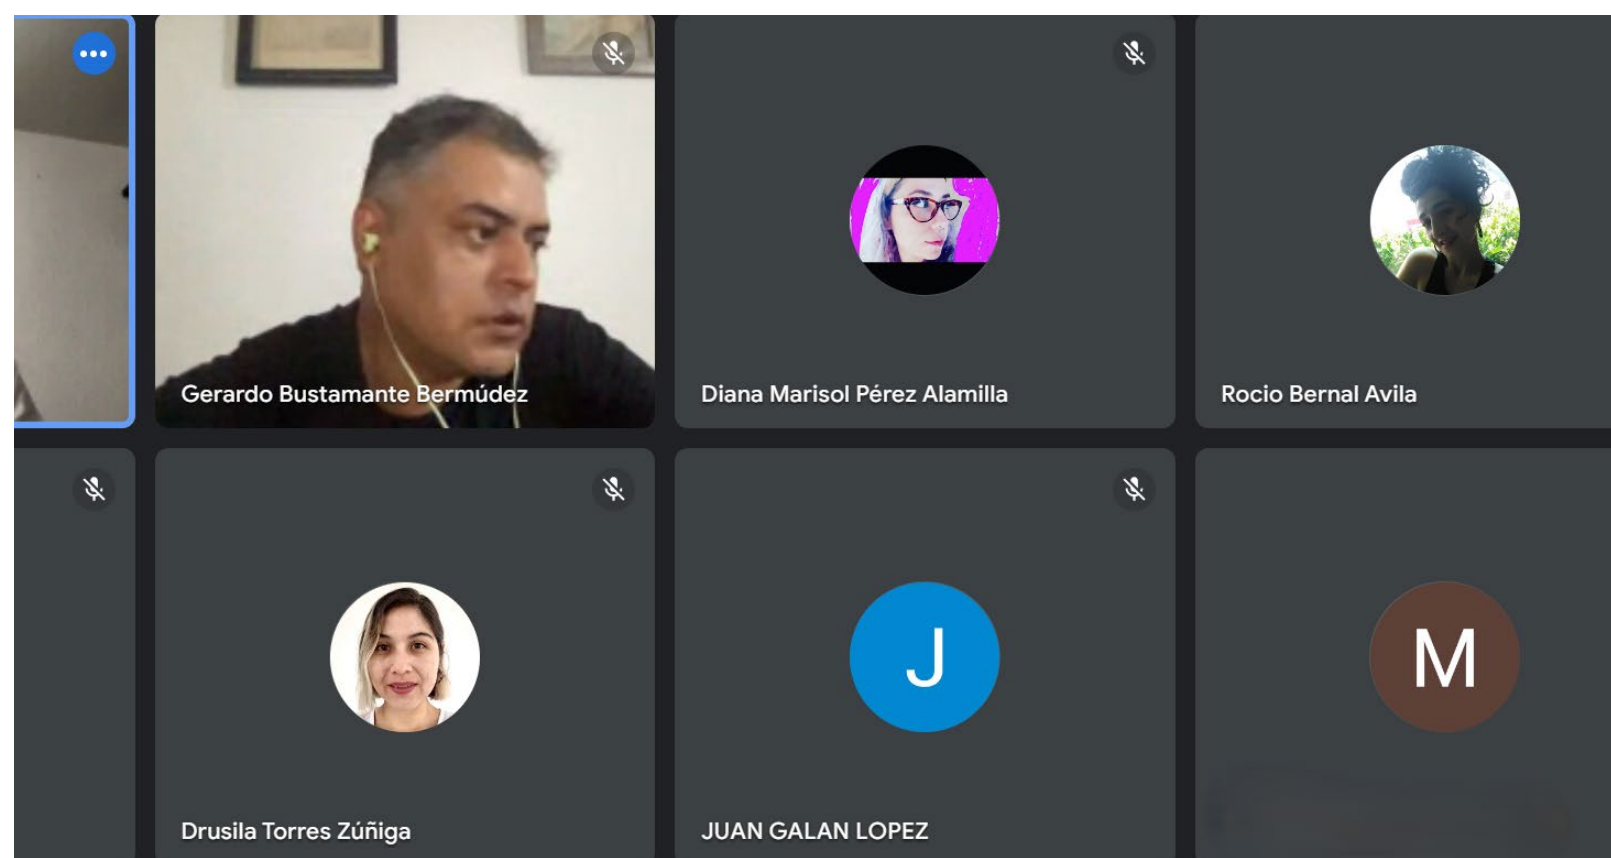 Gerardo Bustamante Bermúdez
Diana Marisol Pérez Alamilla
Rocio Bernal Avila
J
M
Drusila Torres Zúñiga
JUAN GALAN LOPEZ